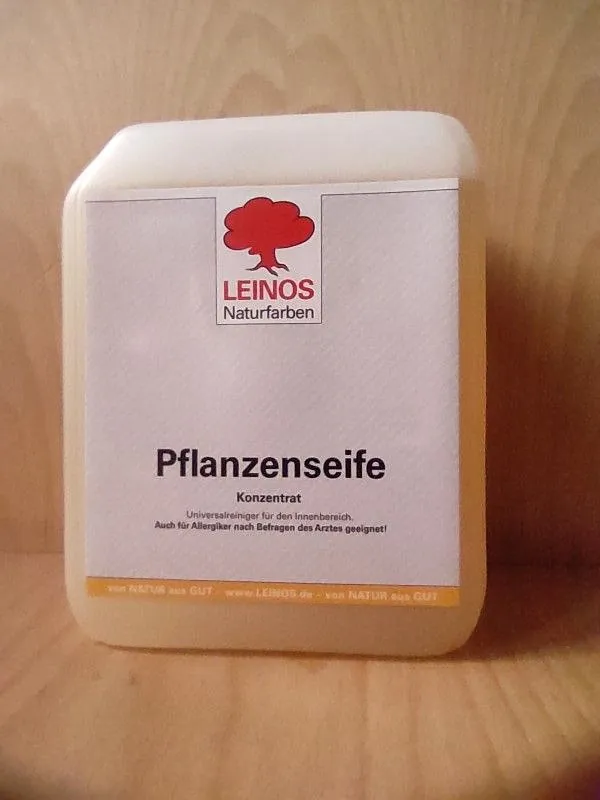 LEINOS
Naturfarben
Pflanzenseife
Konzentrat
Universalreiniger für den Innenbereich.
Auch für Allergiker nach Befragen des Arztes geeignet!
von NATUR aus GUT - www.LEINOS.de - von NATUR aus GUT